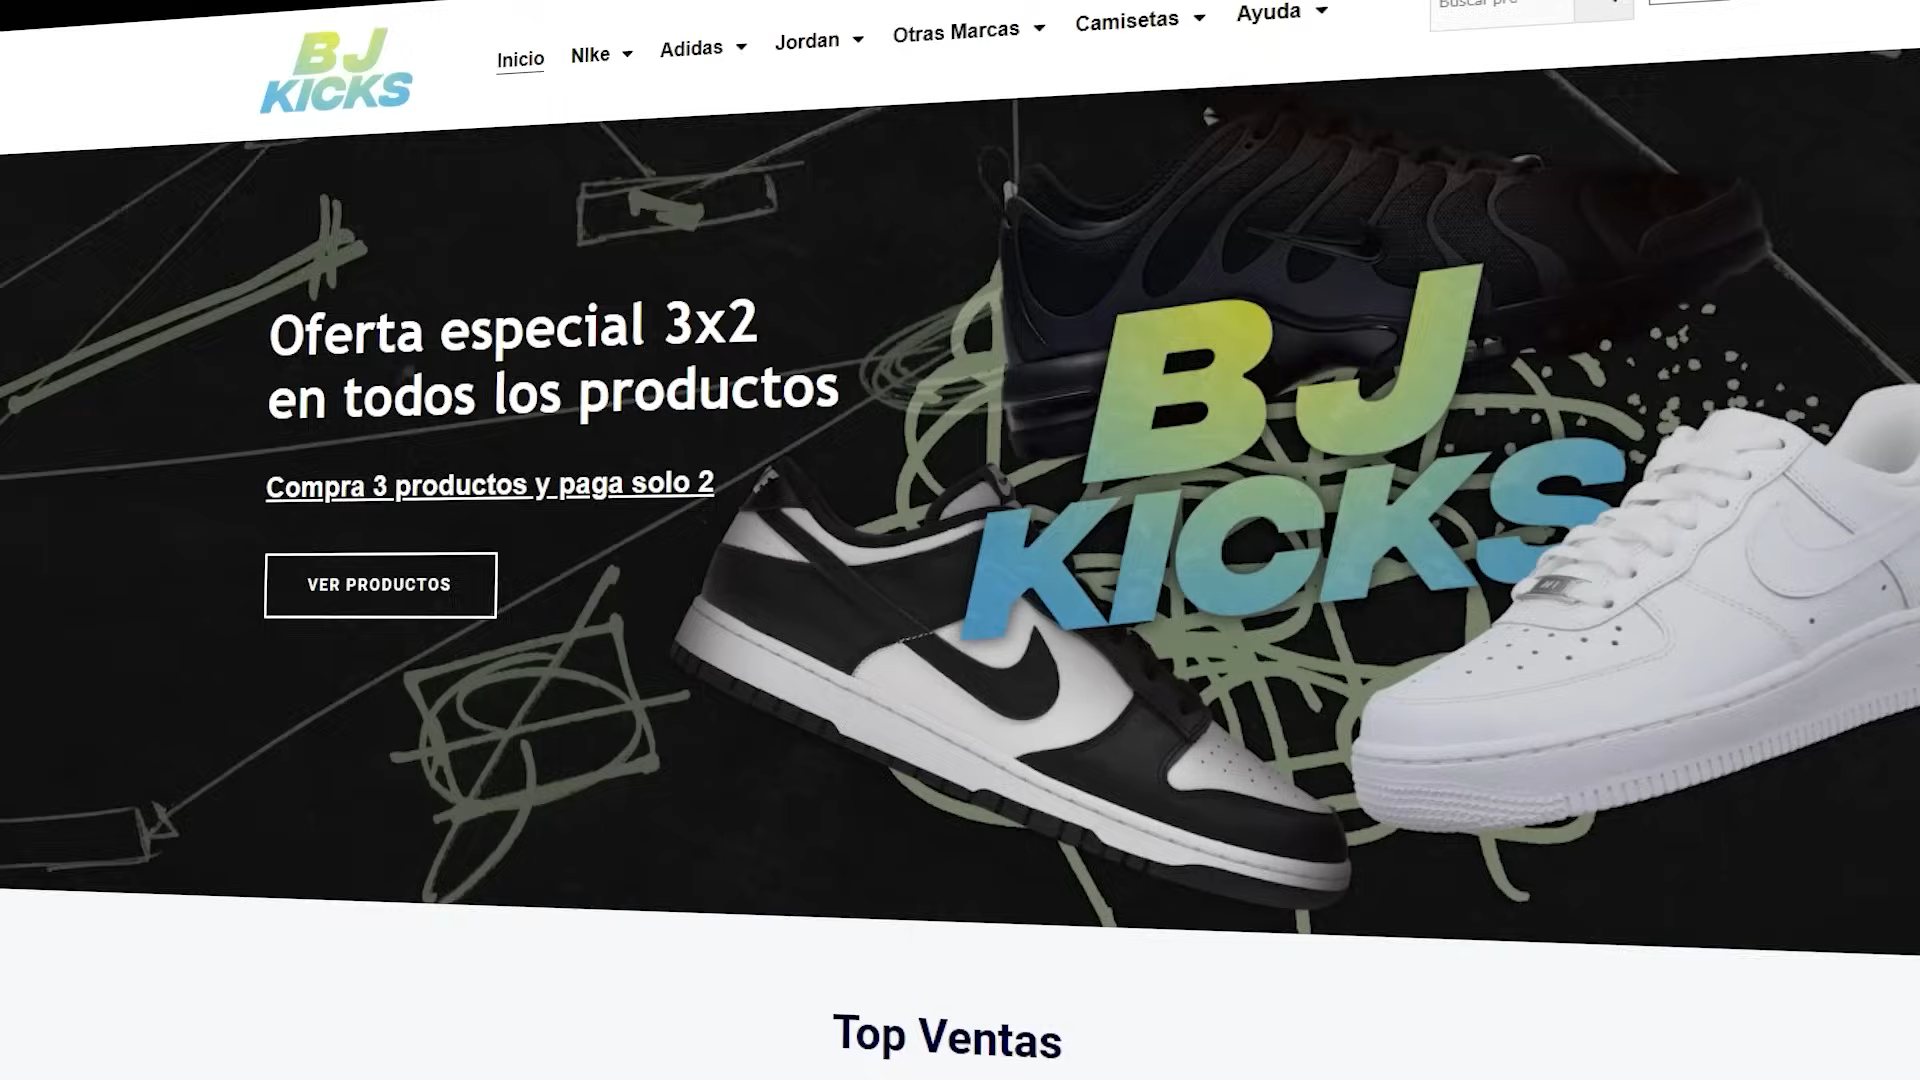 BJ
KICKS
Inicio
NIke
Adidas
Jordan
Otras Marcas
Camisetas
Ayuda
Oferta especial 3x2
en todos los productos
Compra 3 productos y paga solo 2
VER PRODUCTOS
BJ
KICKS
Top Ventas